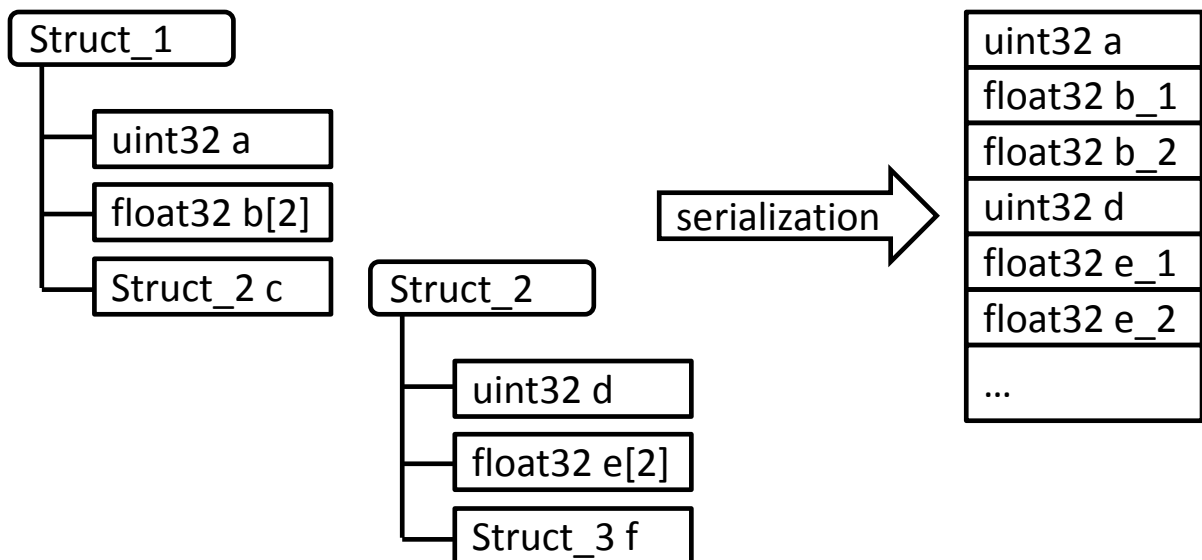 Struct_1
uint32 a
float32 b[2]
Struct_2 c
Struct_2
uint32 d
float32 e[2]
Struct_3 f
serialization
uint32 a
float32 b_1
float32 b_2
uint32 d
float32 e_1
float32 e_2
...